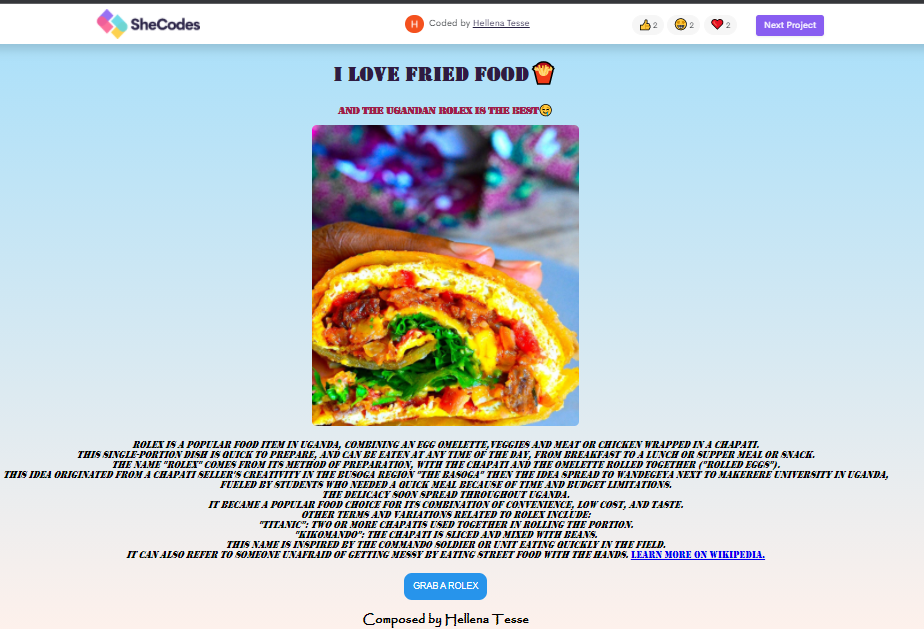 SheCodes
H Coded by Hellena Tesse
👍 2 😄 2 ❤️ 2
Next Project
I LOVE FRIED FOOD🍟
AND THE UGANDAN ROLEX IS THE BEST😋
ROLEX IS A POPULAR FOOD ITEM IN UGANDA, COMBINING AN EGG OMELETTE,VEGGIES AND MEAT OR CHICKEN WRAPPED IN A CHAPATI.
THIS SINGLE-PORTION DISH IS QUICK TO PREPARE, AND CAN BE EATEN AT ANY TIME OF THE DAY, FROM BREAKFAST TO A LUNCH OR SUPPER MEAL OR SNACK.
THE NAME "ROLEX" COMES FROM ITS METHOD OF PREPARATION, WITH THE CHAPATI AND THE OMELETTE ROLLED TOGETHER ("ROLLED EGGS").
THIS IDEA ORIGINATED FROM A CHAPATI SELLER'S CREATIVITY IN THE BUSOGA REGION "THE BASOGA" THEN THE IDEA SPREAD TO WANDEGEYA NEXT TO MAKERERE UNIVERSITY IN UGANDA,
FUELED BY STUDENTS WHO NEEDED A QUICK MEAL BECAUSE OF TIME AND BUDGET LIMITATIONS.
THE DELICACY SOON SPREAD THROUGHOUT UGANDA.
IT BECAME A POPULAR FOOD CHOICE FOR ITS COMBINATION OF CONVENIENCE, LOW COST, AND TASTE.
OTHER TERMS AND VARIATIONS RELATED TO ROLEX INCLUDE:
"TITANIC": TWO OR MORE CHAPATIS USED TOGETHER IN ROLLING THE PORTION.
"KIKOMANDO": THE CHAPATI IS SLICED AND MIXED WITH BEANS.
THIS NAME IS INSPIRED BY THE COMMANDO SOLDIER OR UNIT EATING QUICKLY IN THE FIELD.
IT CAN ALSO REFER TO SOMEONE UNAFRAID OF GETTING MESSY BY EATING STREET FOOD WITH THE HANDS. LEARN MORE ON WIKIPEDIA.
GRAB A ROLEX
Composed by Hellena Tesse